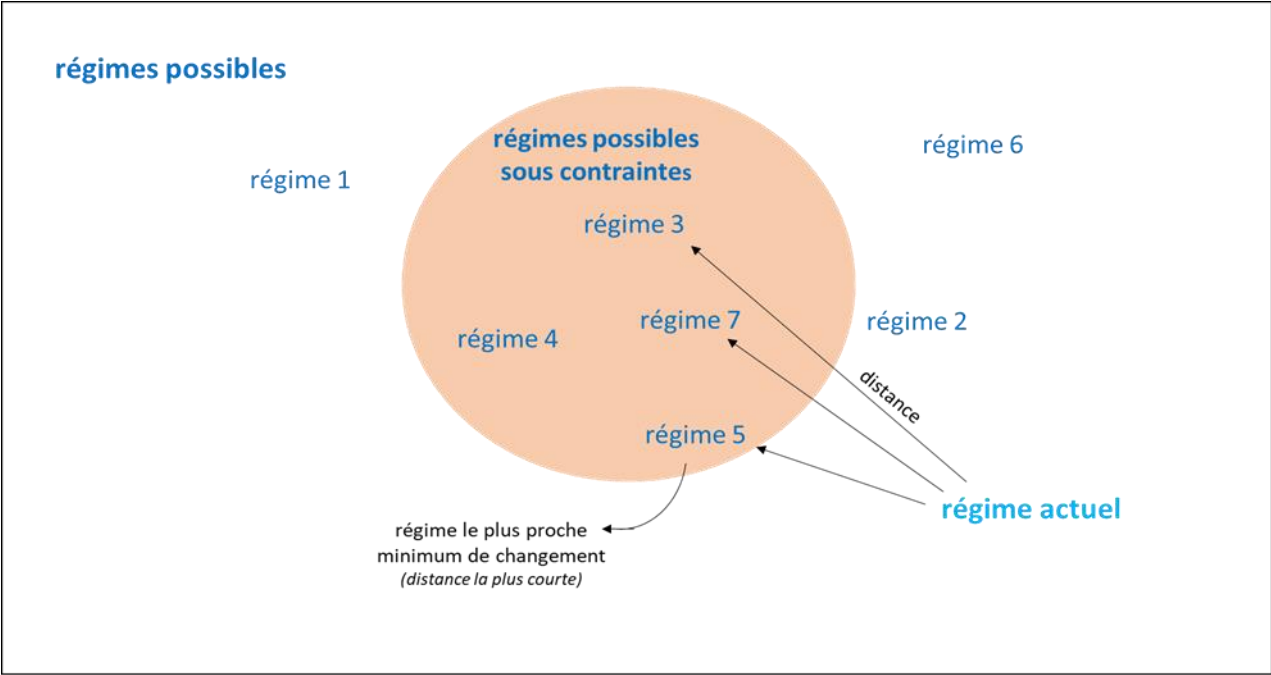 régimes possibles
régimes possibles
sous contraintes
régime 6
régime 1
régime 3
régime 7
régime 2
régime 4
distance
régime 5
régime actuel
régime le plus proche
minimum de changement
(distance la plus courte)